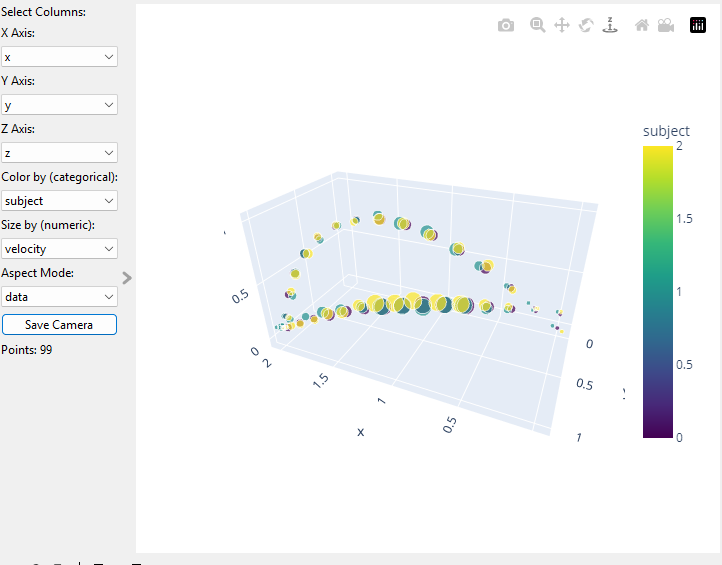 Select Columns:
X Axis:
x
Y Axis:
y
Z Axis:
z
Color by (categorical):
subject
Size by (numeric):
velocity
Aspect Mode:
data
Save Camera
Points: 99
z
subject
2
1.5
1
0.5
0
0.5
0
2
1.5
1
0.5
x
0
0.5
1